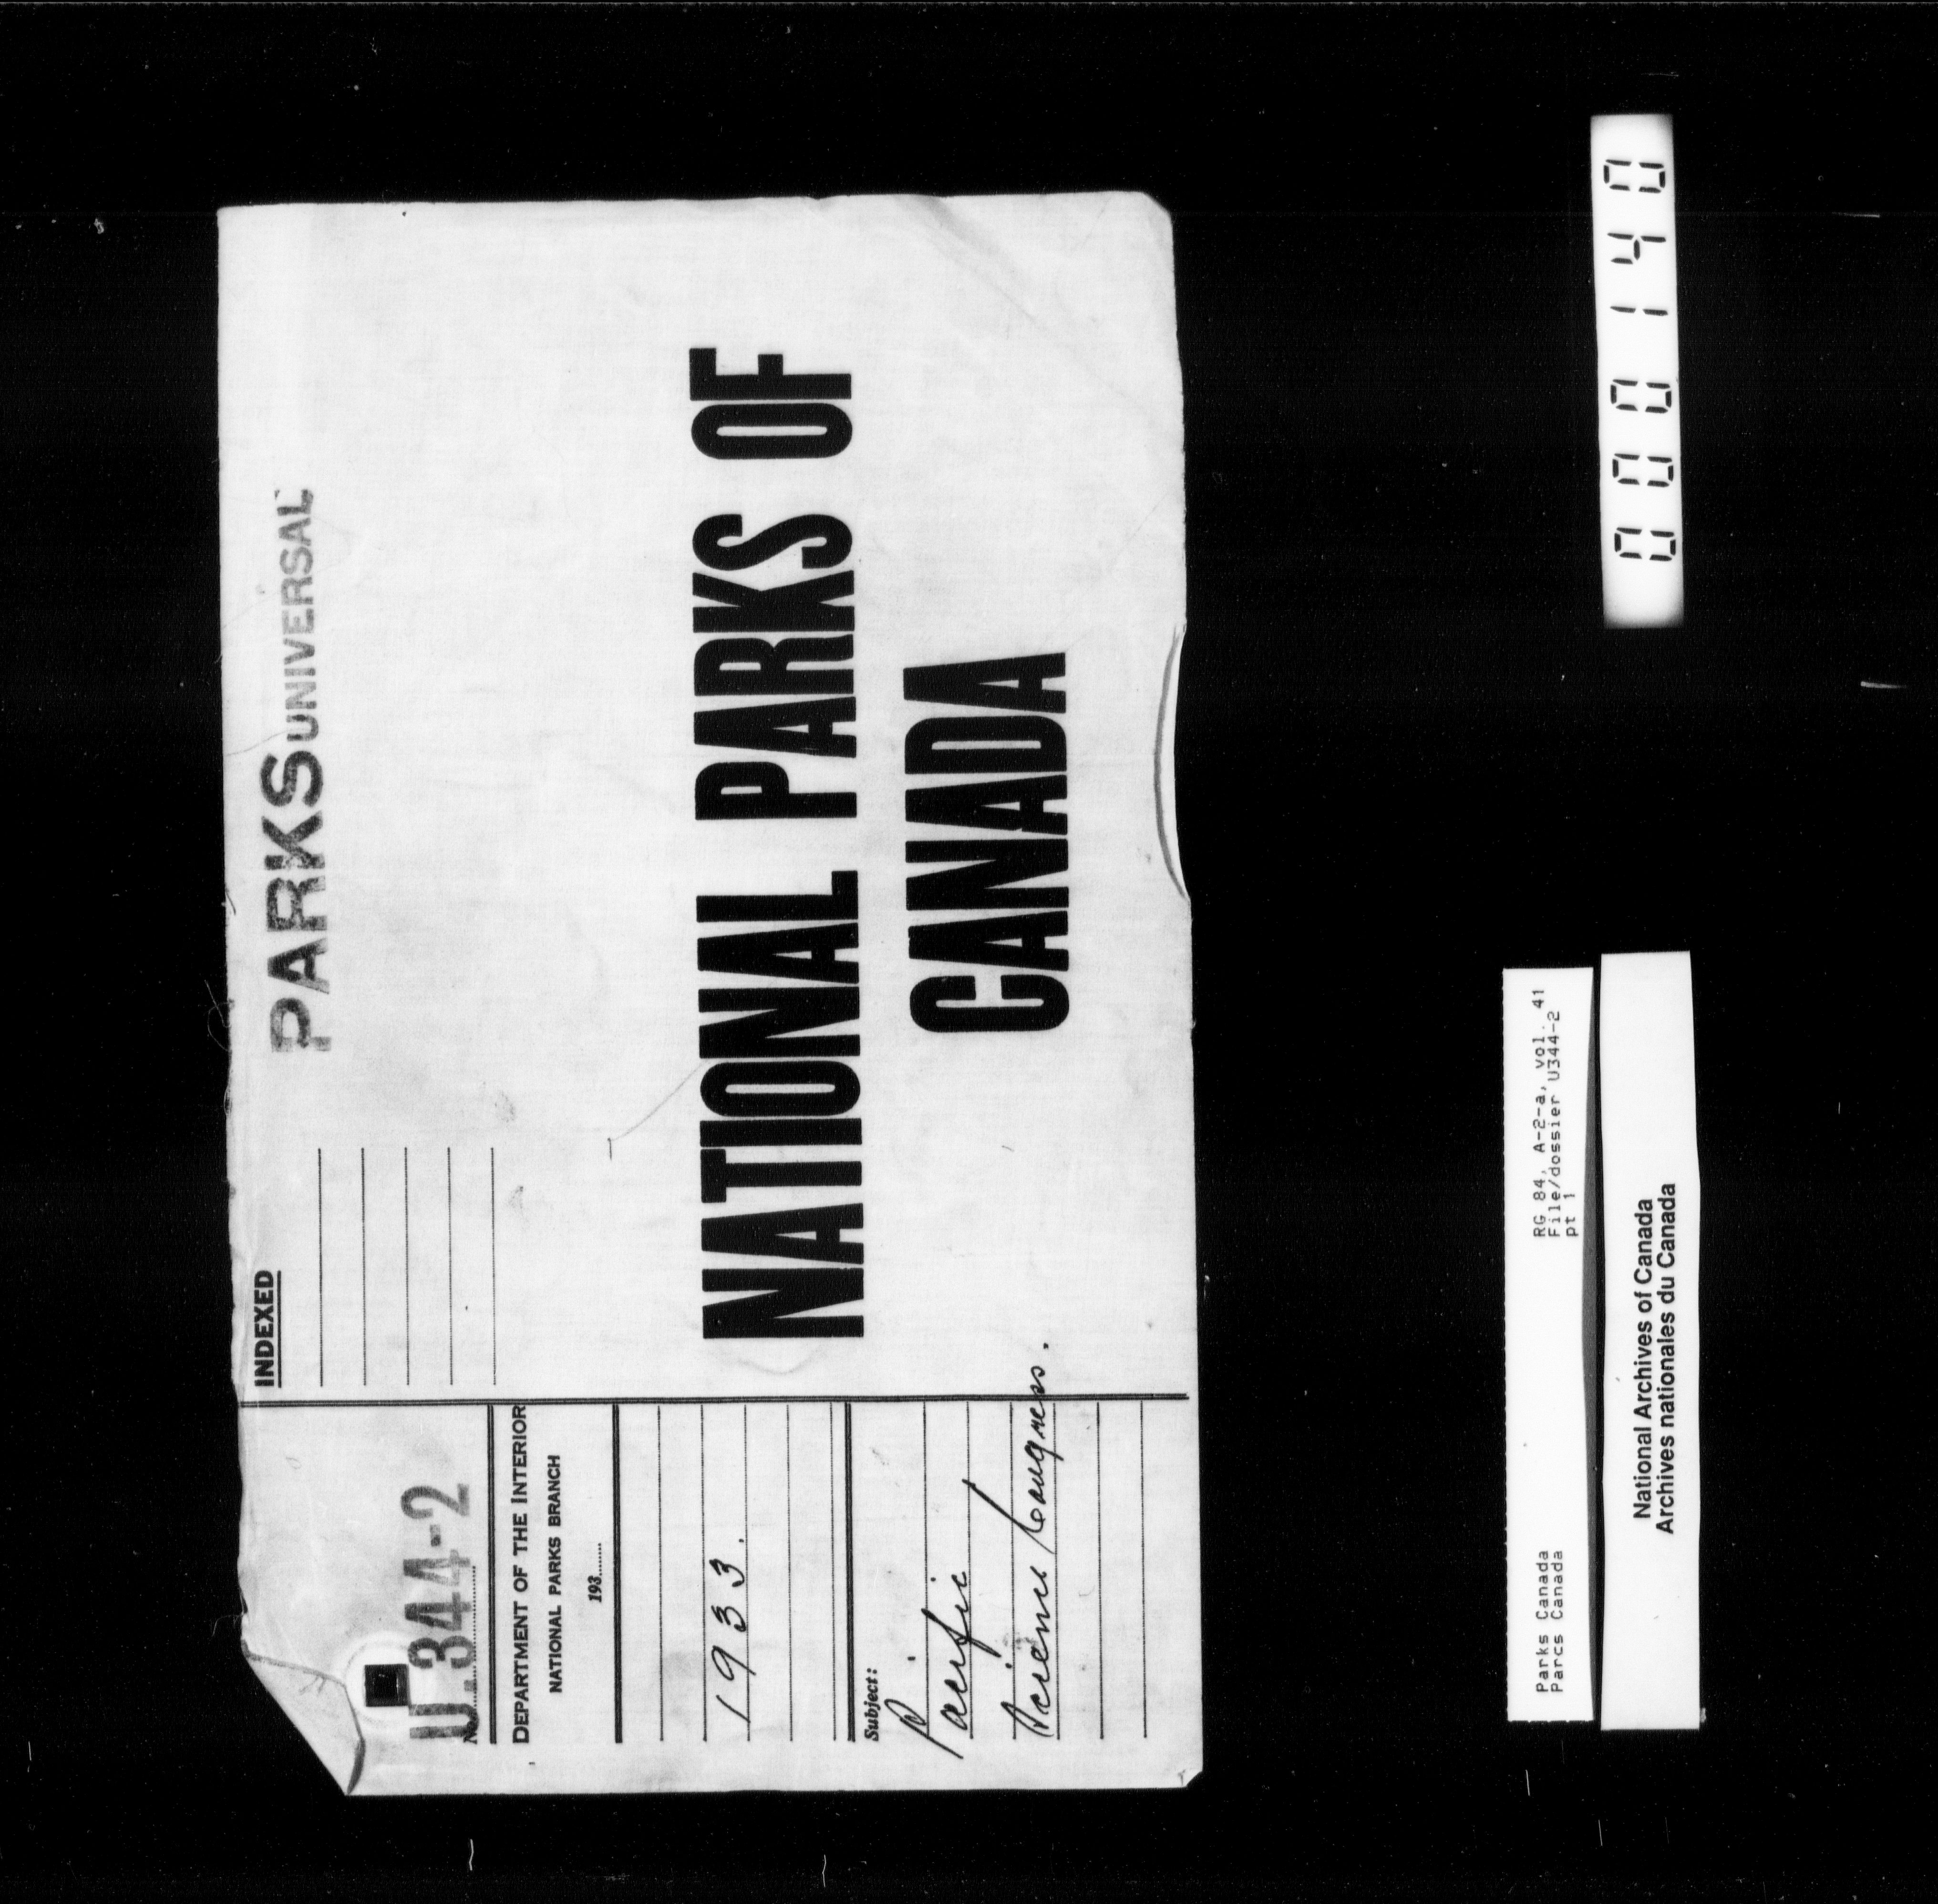 U.344-2
DEPARTMENT OF THE INTERIOR
NATIONAL PARKS BRANCH
193........
1933.
Subject:
Pacific
Science Congress.
INDEXED
PARKS UNIVERSAL
NATIONAL PARKS OF
CANADA
Parks Canada
Parcs Canada
RG 84, A-2-a, vol. 41
File/dossier U344-2
pt 1
National Archives of Canada
Archives nationales du Canada
000140